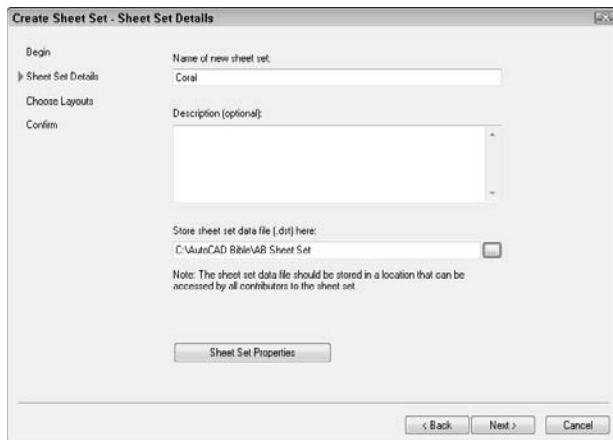 Create Sheet Set - Sheet Set Details
Begin
Sheet Set Details
Choose Layouts
Confirm
Name of new sheet set:
Coral
Description (optional):
Store sheet set data file (.dst) here:
C:\AutoCAD Bible\AB Sheet Set
...
Note: The sheet set data file should be stored in a location that can be
accessed by all contributors to the sheet set.
Sheet Set Properties
< Back
Next >
Cancel